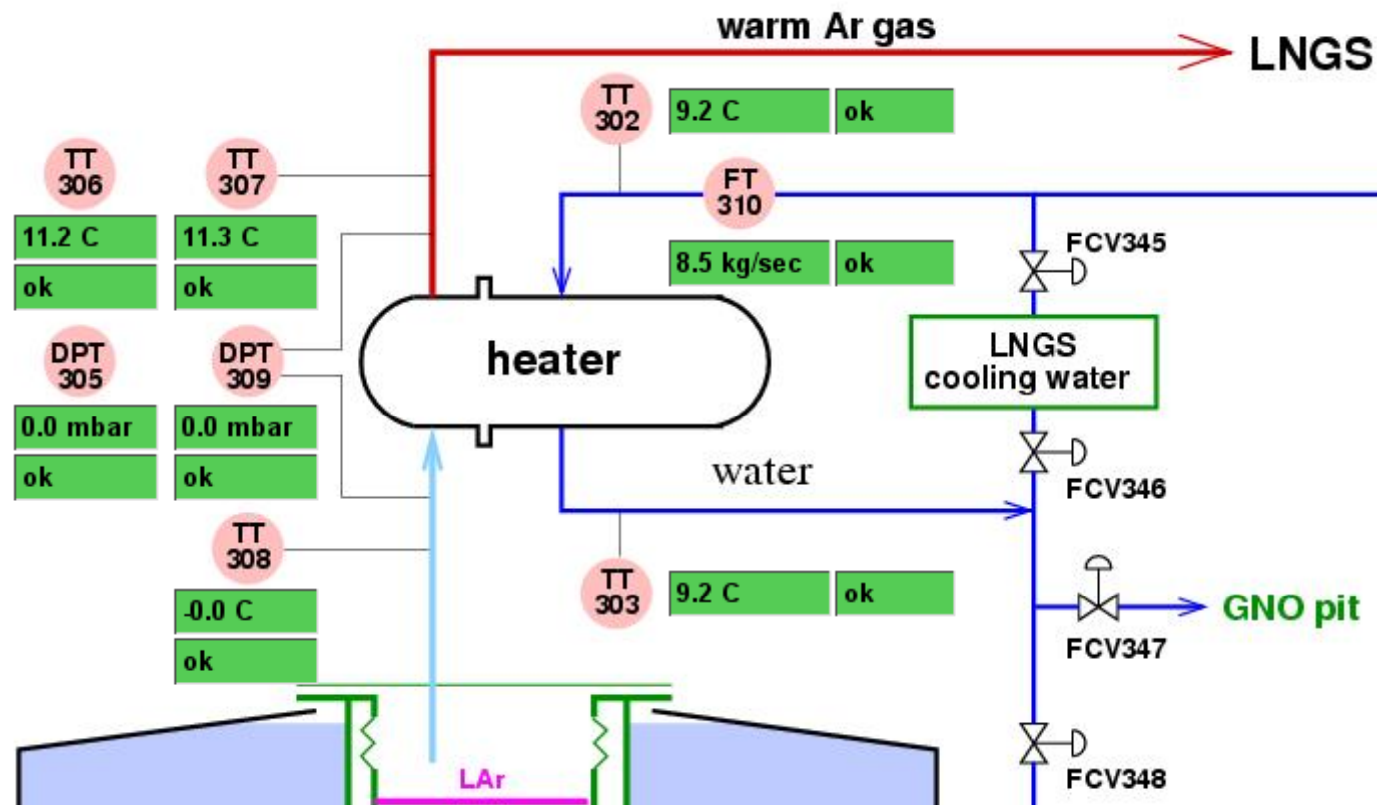 warm Ar gas
LNGS
TT
302
9.2 C
ok
TT
306
TT
307
FT
310
11.2 C
11.3 C
ok
ok
8.5 kg/sec
ok
FCV345
DPT
305
DPT
309
heater
LNGS
cooling water
0.0 mbar
0.0 mbar
ok
ok
water
FCV346
TT
308
-0.0 C
ok
TT
303
9.2 C
ok
GNO pit
FCV347
LAr
FCV348